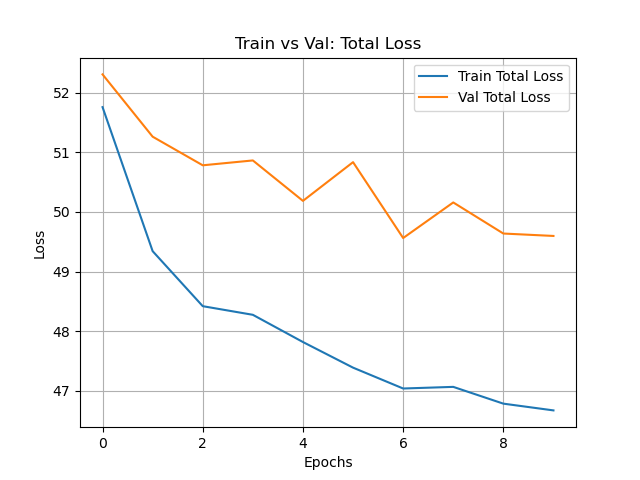 Train vs Val: Total Loss
Train Total Loss
Val Total Loss
Loss
52
51
50
49
48
47
0 2 4 6 8
Epochs